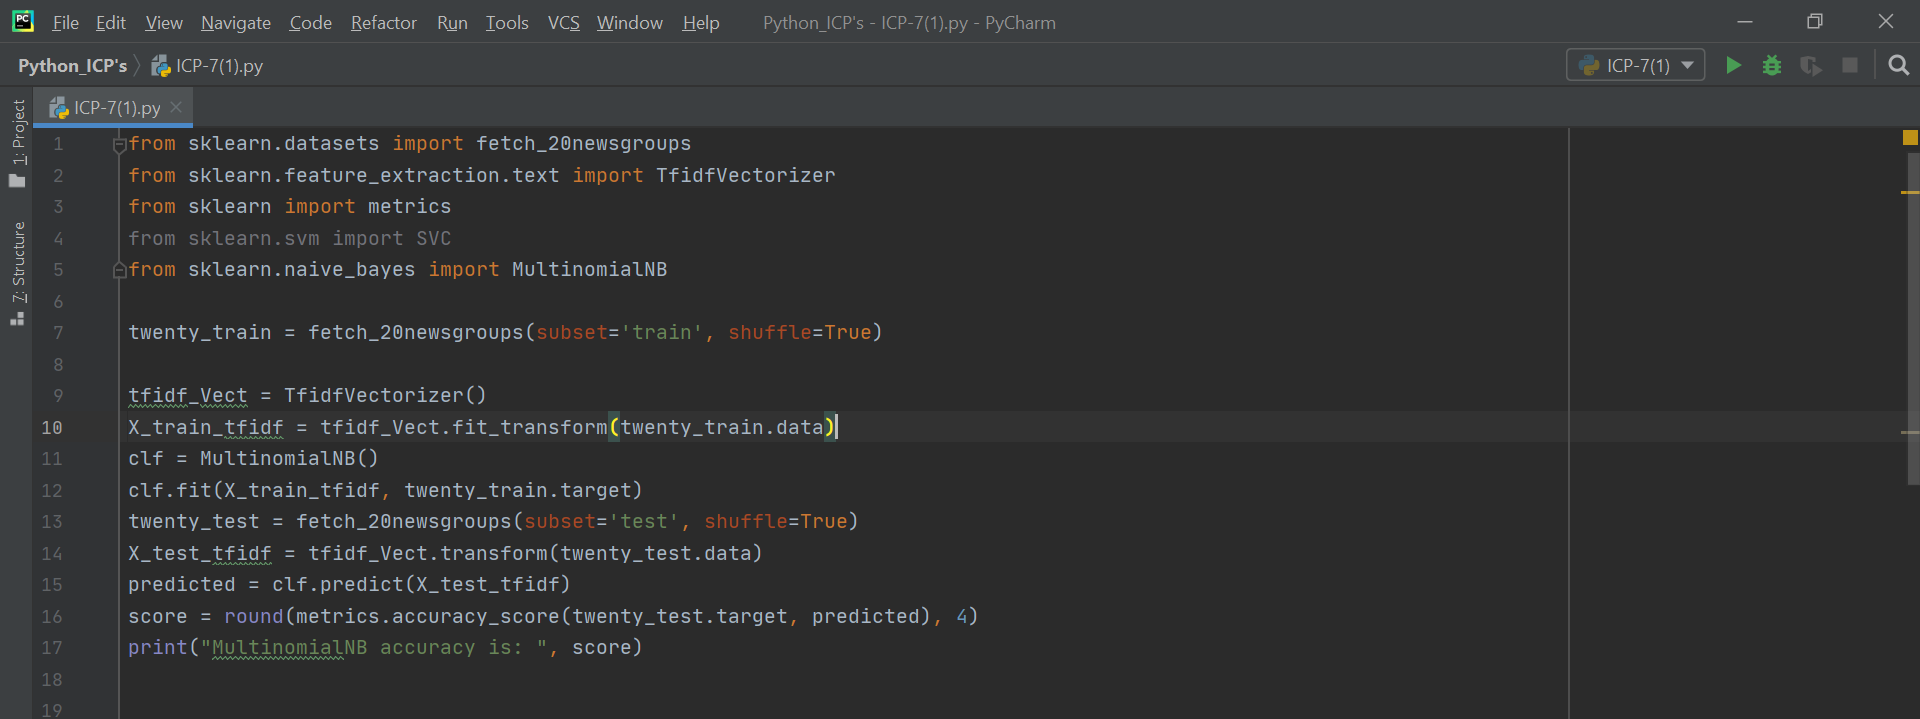 PC File Edit View Navigate Code Refactor Run Tools VCS Window Help Python_ICP's - ICP-7(1).py - PyCharm
Python_ICP's ICP-7(1).py ICP-7(1)
ICP-7(1).py
1: Project
7: Structure
1 from sklearn.datasets import fetch_20newsgroups
2 from sklearn.feature_extraction.text import TfidfVectorizer
3 from sklearn import metrics
4 from sklearn.svm import SVC
5 from sklearn.naive_bayes import MultinomialNB
6
7 twenty_train = fetch_20newsgroups(subset='train', shuffle=True)
8
9 tfidf_Vect = TfidfVectorizer()
10 X_train_tfidf = tfidf_Vect.fit_transform(twenty_train.data)
11 clf = MultinomialNB()
12 clf.fit(X_train_tfidf, twenty_train.target)
13 twenty_test = fetch_20newsgroups(subset='test', shuffle=True)
14 X_test_tfidf = tfidf_Vect.transform(twenty_test.data)
15 predicted = clf.predict(X_test_tfidf)
16 score = round(metrics.accuracy_score(twenty_test.target, predicted), 4)
17 print("MultinomialNB accuracy is: ", score)
18
19